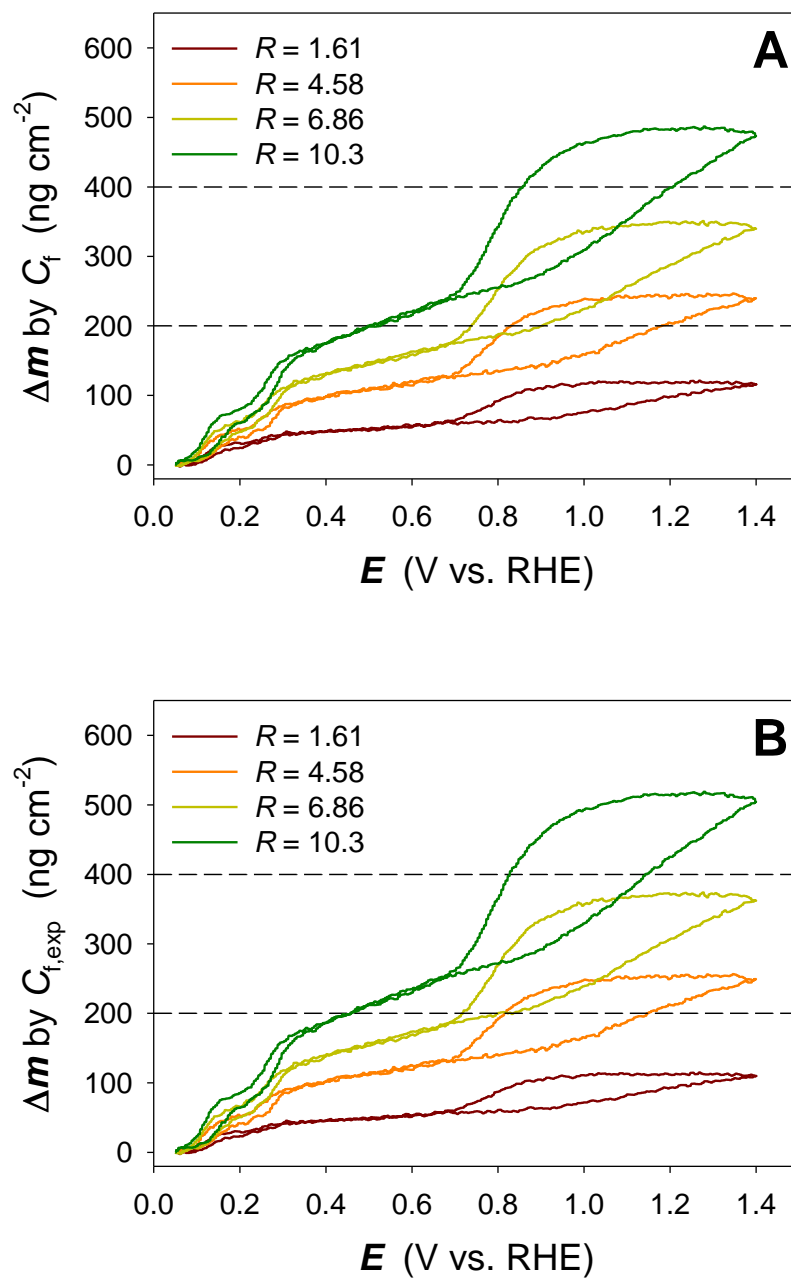 A
R = 1.61
R = 4.58
R = 6.86
R = 10.3
Δm by Cf (ng cm-2)
600
500
400
300
200
100
0
0.0 0.2 0.4 0.6 0.8 1.0 1.2 1.4
E (V vs. RHE)
B
R = 1.61
R = 4.58
R = 6.86
R = 10.3
Δm by Cf,exp (ng cm-2)
600
500
400
300
200
100
0
0.0 0.2 0.4 0.6 0.8 1.0 1.2 1.4
E (V vs. RHE)